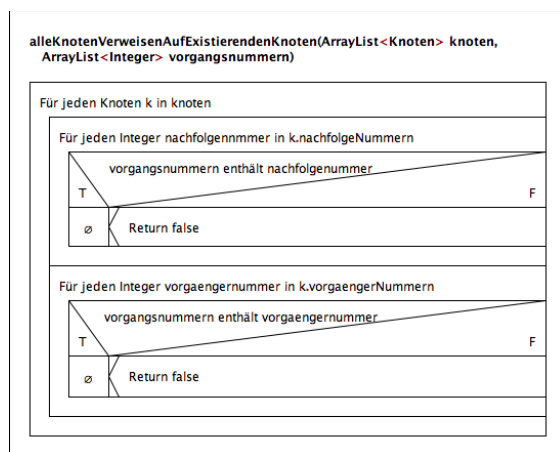 alleKnotenVerweisenAufExistierendenKnoten(ArrayList<Knoten> knoten,
ArrayList<Integer> vorgangsnummern)
Für jeden Knoten k in knoten
Für jeden Integer nachfolgennmmer in k.nachfolgeNummern
vorgangsnummern enthält nachfolgenummer
T
F
ø
Return false
Für jeden Integer vorgaengernummer in k.vorgaengerNummern
vorgangsnummern enthält vorgaengernummer
T
F
ø
Return false